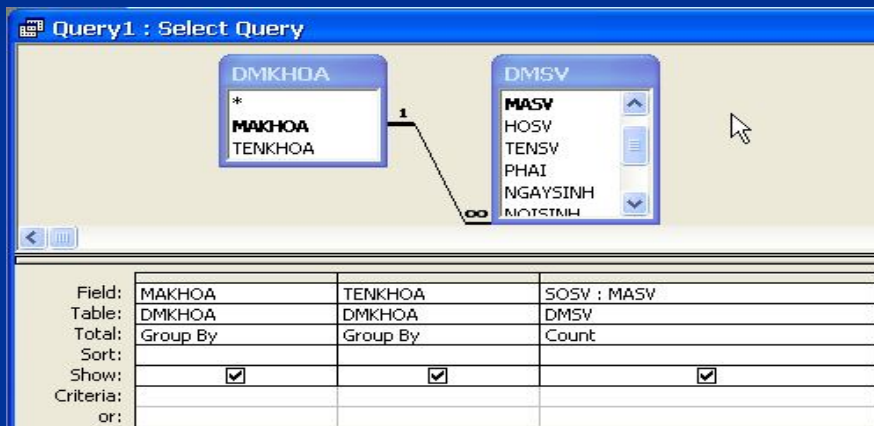 Query1 : Select Query
DMKHOA
*
MAKHOA
TENKHOA
1
∞
DMSV
MASV
HOSV
TENSV
PHAI
NGAYSINH
NOISINH
Field: MAKHOA TENKHOA SOSV : MASV
Table: DMKHOA DMKHOA DMSV
Total: Group By Group By Count
Sort:
Show:
Criteria:
or: